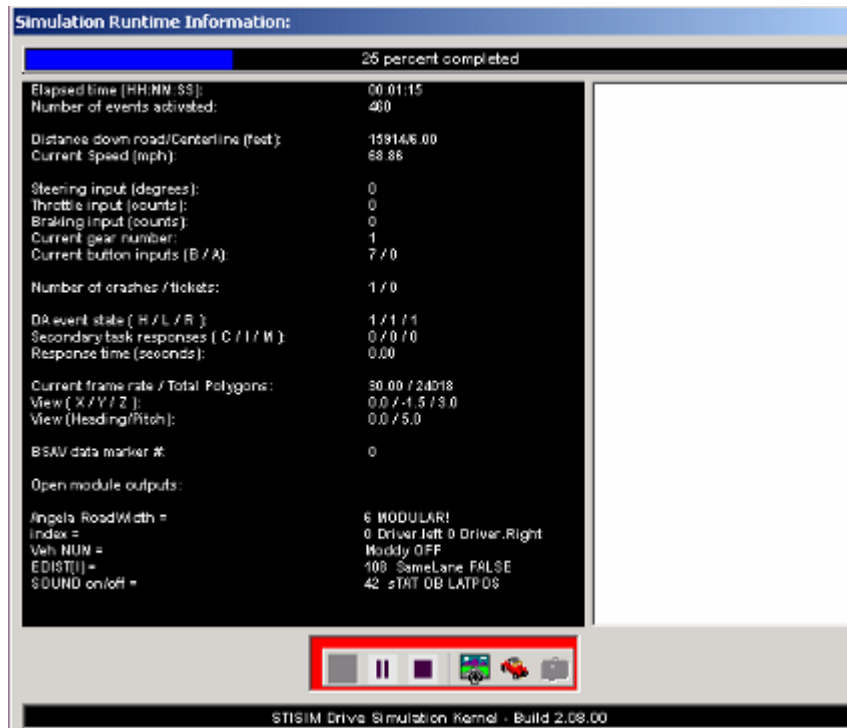 Simulation Runtime Information:
25 percent completed
Elapsed time (HH:MM:SS): 00:01:15
Number of events activated: 460
Distance down road/Centerline (feet): 15914/6.00
Current Speed (mph): 68.86
Steering input (degrees): 0
Throttle input (counts): 0
Braking input (counts): 0
Current gear number: 1
Current button inputs (B / A): 7 / 0
Number of crashes / tickets: 1 / 0
DA event state ( H / L / R ): 1 / 1 / 1
Secondary task responses ( C / I / M ): 0 / 0 / 0
Response time (seconds): 0.00
Current frame rate / Total Polygons: 30.00 / 24018
View ( X / Y / Z ): 0.0 / -1.5 / 3.0
View (Heading/Pitch): 0.0 / 5.0
BSAV data marker #: 0
Open module outputs:
Angela RoadWidth = 6 MODULAR!
index = 0 Driver.left 0 Driver.Right
Veh NUM = Moddy OFF
EDIST[I] = 108 SameLane FALSE
SOUND on/off = 42 sTAT OB LATPOS
STISIM Drive Simulation Kernel - Build 2.08.00